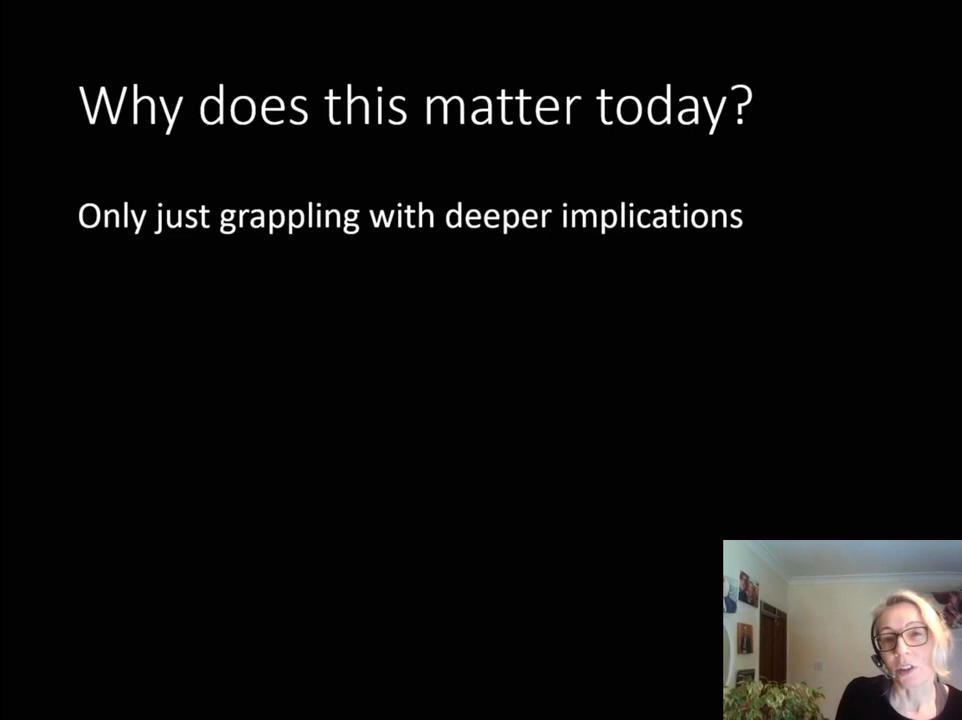 Why does this matter today?
Only just grappling with deeper implications